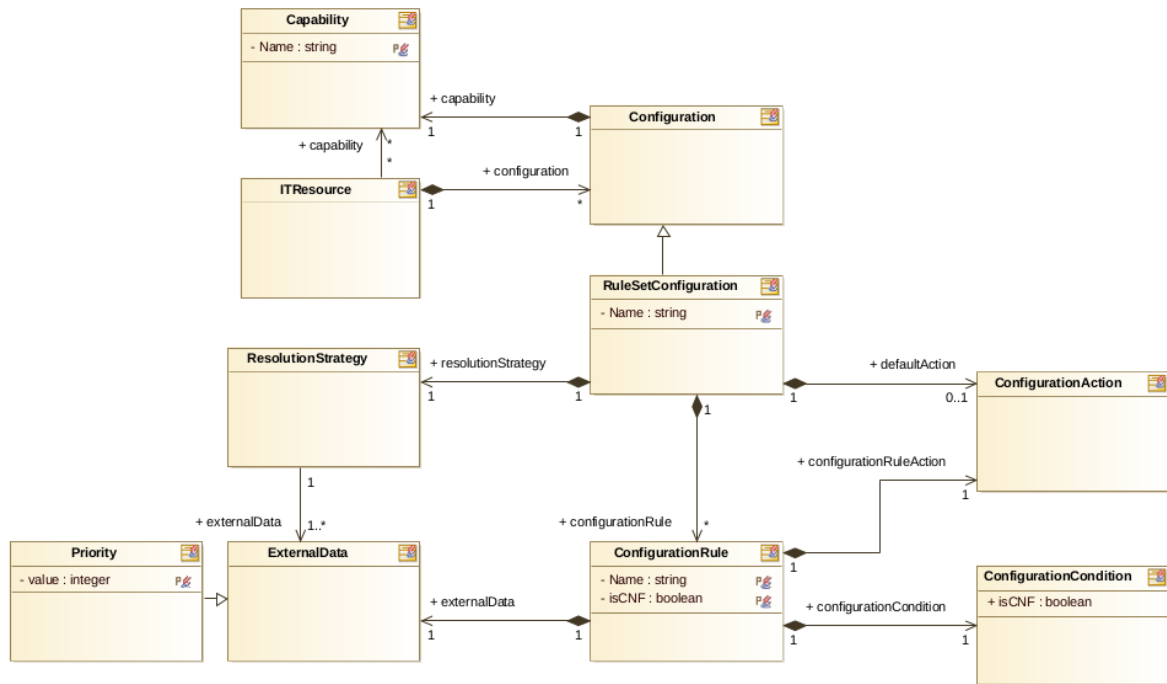 Capability
- Name : string
+ capability
1
1
Configuration
+ capability
*
*
ITResource
1
+ configuration
*
RuleSetConfiguration
- Name : string
ResolutionStrategy
+ resolutionStrategy
1
1
+ defaultAction
1
0..1
ConfigurationAction
1
+ configurationRuleAction
1
1
+ externalData
1..*
+ configurationRule
*
Priority
- value : integer
ExternalData
ConfigurationRule
- Name : string
- isCNF : boolean
1
ConfigurationCondition
+ isCNF : boolean
+ externalData
1
1
+ configurationCondition
1
1